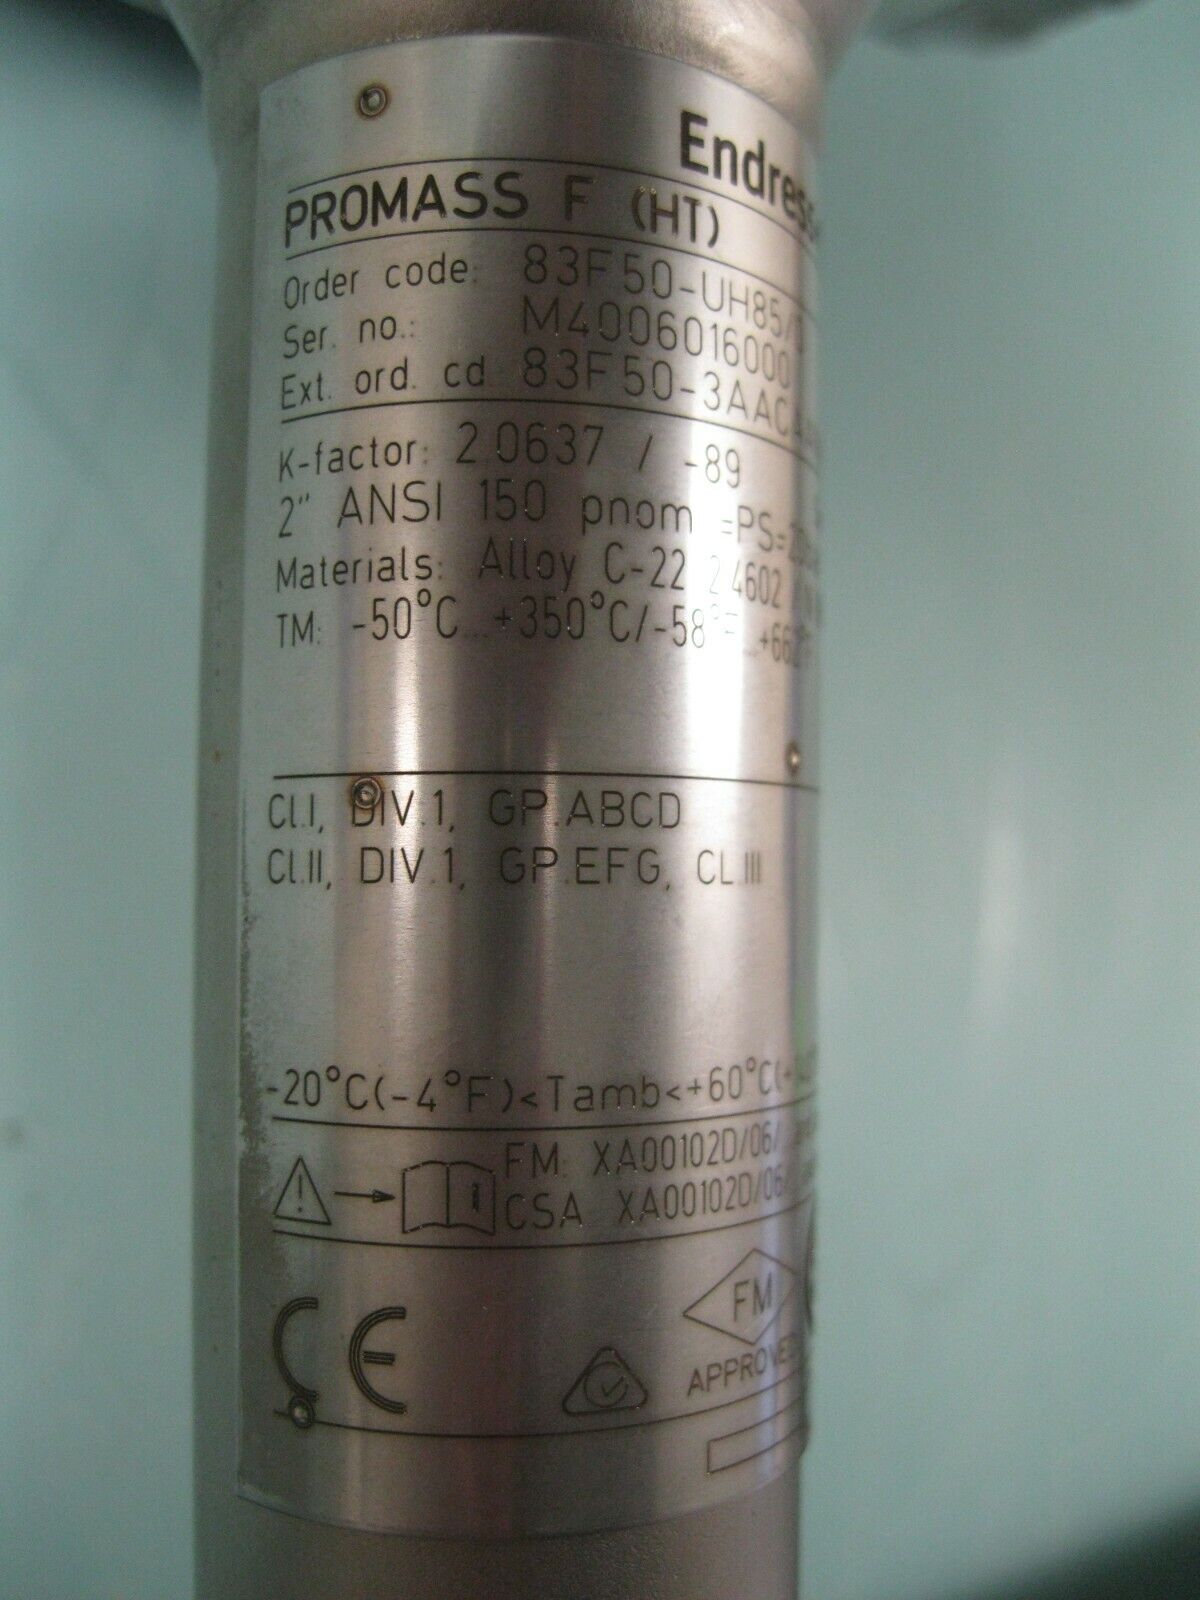 Endress
PROMASS F (HT)
Order code: 83F50-UH85/
Ser. no.: M4006016000
Ext. ord. cd 83F50-3AAC
K-factor: 2.0637 / -89
2" ANSI 150 pnom =PS=
Materials: Alloy C-22 2.4602
TM: -50°C...+350°C/-58°F...+66
CL.I, DIV.1, GP.ABCD
CL.II, DIV.1, GP.EFG, CL.III
-20°C(-4°F)<Tamb<+60°C(+
FM: XA00102D/06/
CSA XA00102D/06/
i
CE
FM
APPROVED